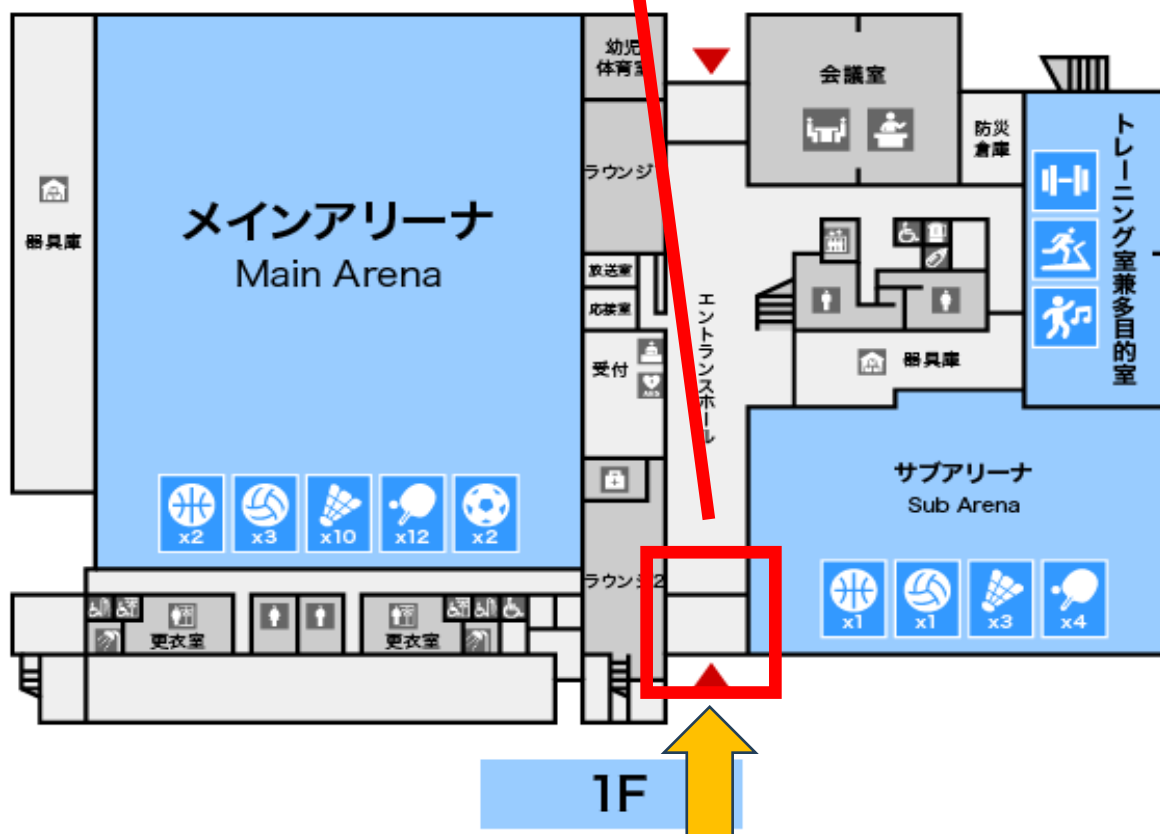 幼児
体育室
会議室
防災
倉庫
トレーニング室兼多目的室
ラウンジ
器具庫
メインアリーナ
Main Arena
放送室
応接室
エントランスホール
受付
AED
器具庫
サブアリーナ
Sub Arena
x2
x3
x10
x12
x2
ラウンジ2
x1
x1
x3
x4
更衣室
更衣室
1F